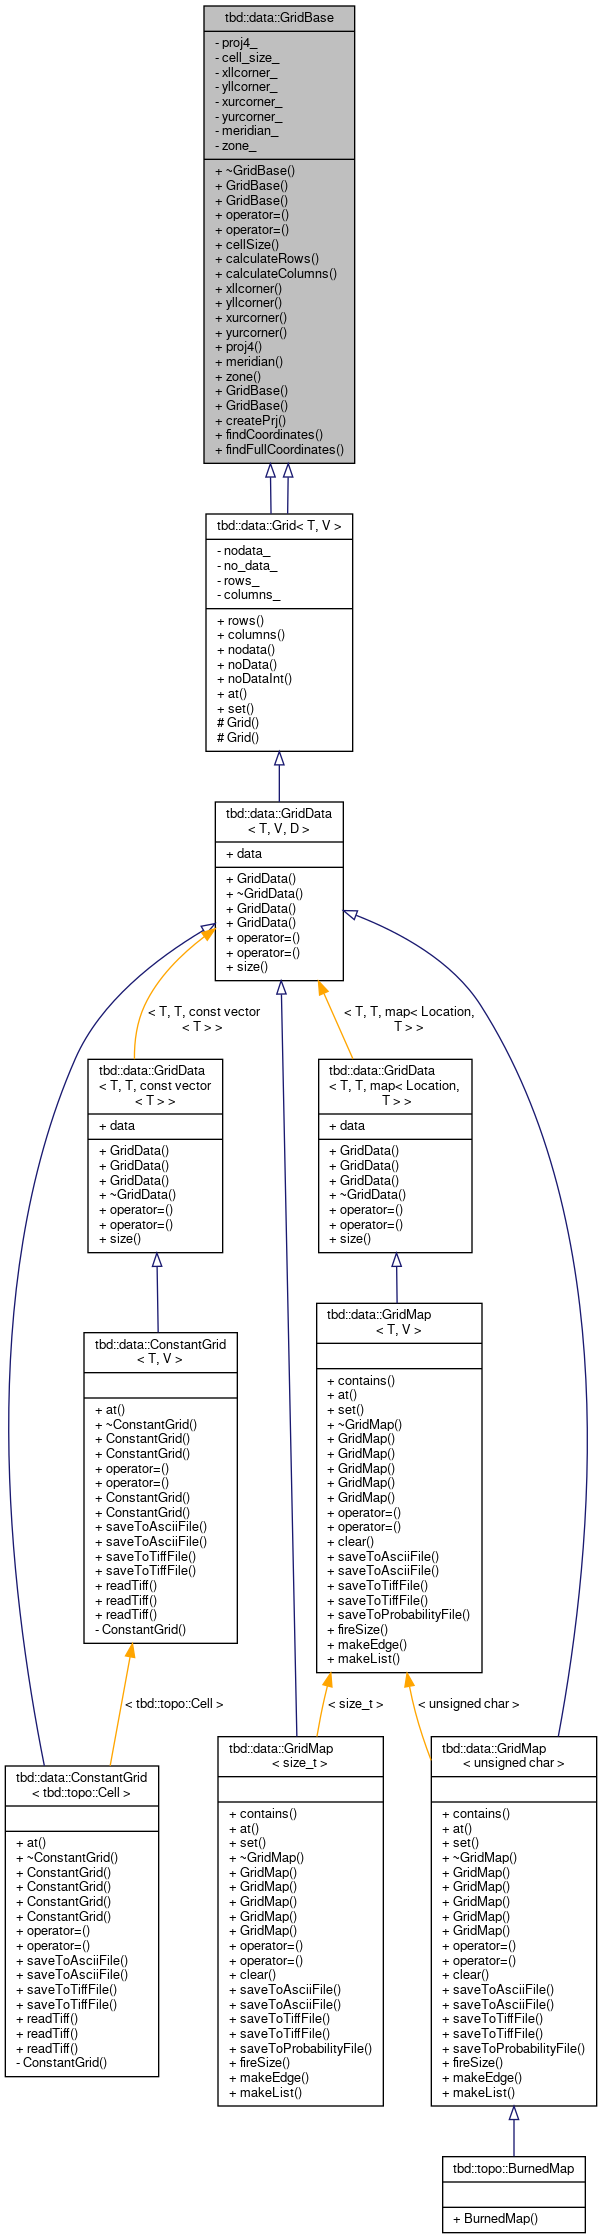 tbd::data::GridBase
- proj4_
- cell_size_
- xllcorner_
- yllcorner_
- xurcorner_
- yurcorner_
- meridian_
- zone_
+ ~GridBase()
+ GridBase()
+ GridBase()
+ operator=()
+ operator=()
+ cellSize()
+ calculateRows()
+ calculateColumns()
+ xllcorner()
+ yllcorner()
+ xurcorner()
+ yurcorner()
+ proj4()
+ meridian()
+ zone()
+ GridBase()
+ GridBase()
+ createPrj()
+ findCoordinates()
+ findFullCoordinates()
tbd::data::Grid< T, V >
- nodata_
- no_data_
- rows_
- columns_
+ rows()
+ columns()
+ nodata()
+ noData()
+ noDataInt()
+ at()
+ set()
# Grid()
# Grid()
tbd::data::GridData
< T, V, D >
+ data
+ GridData()
+ ~GridData()
+ GridData()
+ GridData()
+ operator=()
+ operator=()
+ size()
< T, T, const vector
< T > >
< T, T, map< Location,
T > >
tbd::data::GridData
< T, T, const vector
< T > >
+ data
+ GridData()
+ GridData()
+ GridData()
+ ~GridData()
+ operator=()
+ operator=()
+ size()
tbd::data::GridData
< T, T, map< Location,
T > >
+ data
+ GridData()
+ GridData()
+ GridData()
+ ~GridData()
+ operator=()
+ operator=()
+ size()
tbd::data::ConstantGrid
< T, V >
+ at()
+ ~ConstantGrid()
+ ConstantGrid()
+ ConstantGrid()
+ operator=()
+ operator=()
+ ConstantGrid()
+ ConstantGrid()
+ saveToAsciiFile()
+ saveToAsciiFile()
+ saveToTiffFile()
+ saveToTiffFile()
+ readTiff()
+ readTiff()
+ readTiff()
- ConstantGrid()
tbd::data::GridMap
< T, V >
+ contains()
+ at()
+ set()
+ ~GridMap()
+ GridMap()
+ GridMap()
+ GridMap()
+ GridMap()
+ GridMap()
+ operator=()
+ operator=()
+ clear()
+ saveToAsciiFile()
+ saveToAsciiFile()
+ saveToTiffFile()
+ saveToTiffFile()
+ saveToProbabilityFile()
+ fireSize()
+ makeEdge()
+ makeList()
< tbd::topo::Cell >
< size_t >
< unsigned char >
tbd::data::ConstantGrid
< tbd::topo::Cell >
+ at()
+ ~ConstantGrid()
+ ConstantGrid()
+ ConstantGrid()
+ ConstantGrid()
+ ConstantGrid()
+ operator=()
+ operator=()
+ saveToAsciiFile()
+ saveToAsciiFile()
+ saveToTiffFile()
+ saveToTiffFile()
+ readTiff()
+ readTiff()
+ readTiff()
- ConstantGrid()
tbd::data::GridMap
< size_t >
+ contains()
+ at()
+ set()
+ ~GridMap()
+ GridMap()
+ GridMap()
+ GridMap()
+ GridMap()
+ GridMap()
+ operator=()
+ operator=()
+ clear()
+ saveToAsciiFile()
+ saveToAsciiFile()
+ saveToTiffFile()
+ saveToTiffFile()
+ saveToProbabilityFile()
+ fireSize()
+ makeEdge()
+ makeList()
tbd::data::GridMap
< unsigned char >
+ contains()
+ at()
+ set()
+ ~GridMap()
+ GridMap()
+ GridMap()
+ GridMap()
+ GridMap()
+ GridMap()
+ operator=()
+ operator=()
+ clear()
+ saveToAsciiFile()
+ saveToAsciiFile()
+ saveToTiffFile()
+ saveToTiffFile()
+ saveToProbabilityFile()
+ fireSize()
+ makeEdge()
+ makeList()
tbd::topo::BurnedMap
+ BurnedMap()